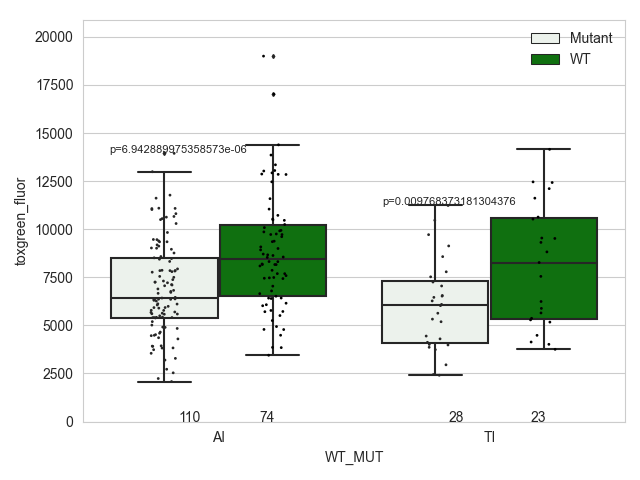 20000
Mutant
WT
17500
15000
p=6.942889975358573e-06
12500
p=0.009768373181304376
10000
7500
5000
2500
0
toxgreen_fluor
110 74 28 23
AI TI
WT_MUT